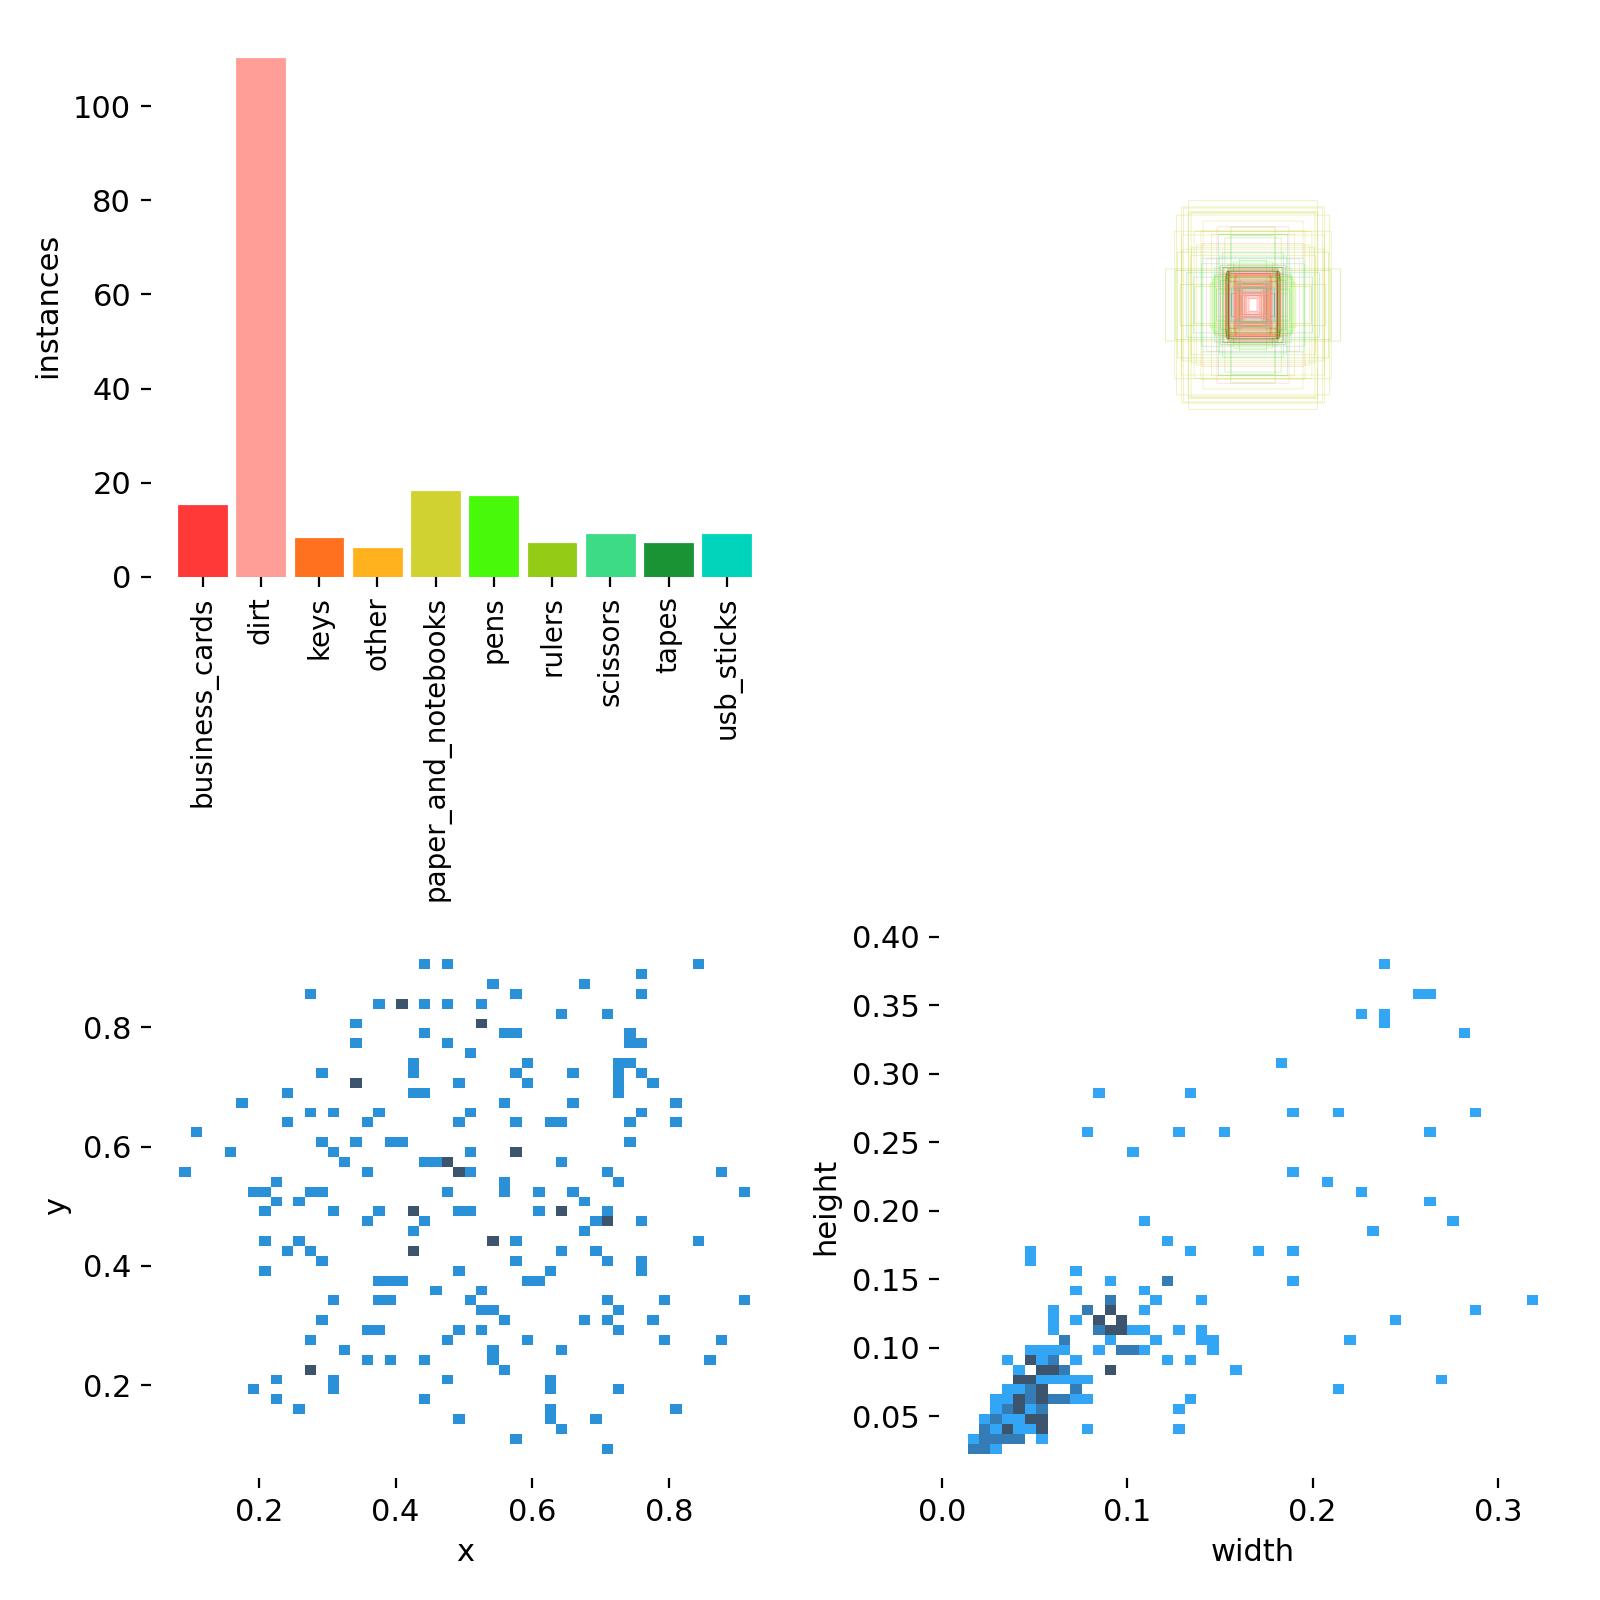 instances
100
80
60
40
20
0
business_cards
dirt
keys
other
paper_and_notebooks
pens
rulers
scissors
tapes
usb_sticks
y
0.8
0.6
0.4
0.2
0.2 0.4 0.6 0.8
x
height
0.40
0.35
0.30
0.25
0.20
0.15
0.10
0.05
0.0 0.1 0.2 0.3
width